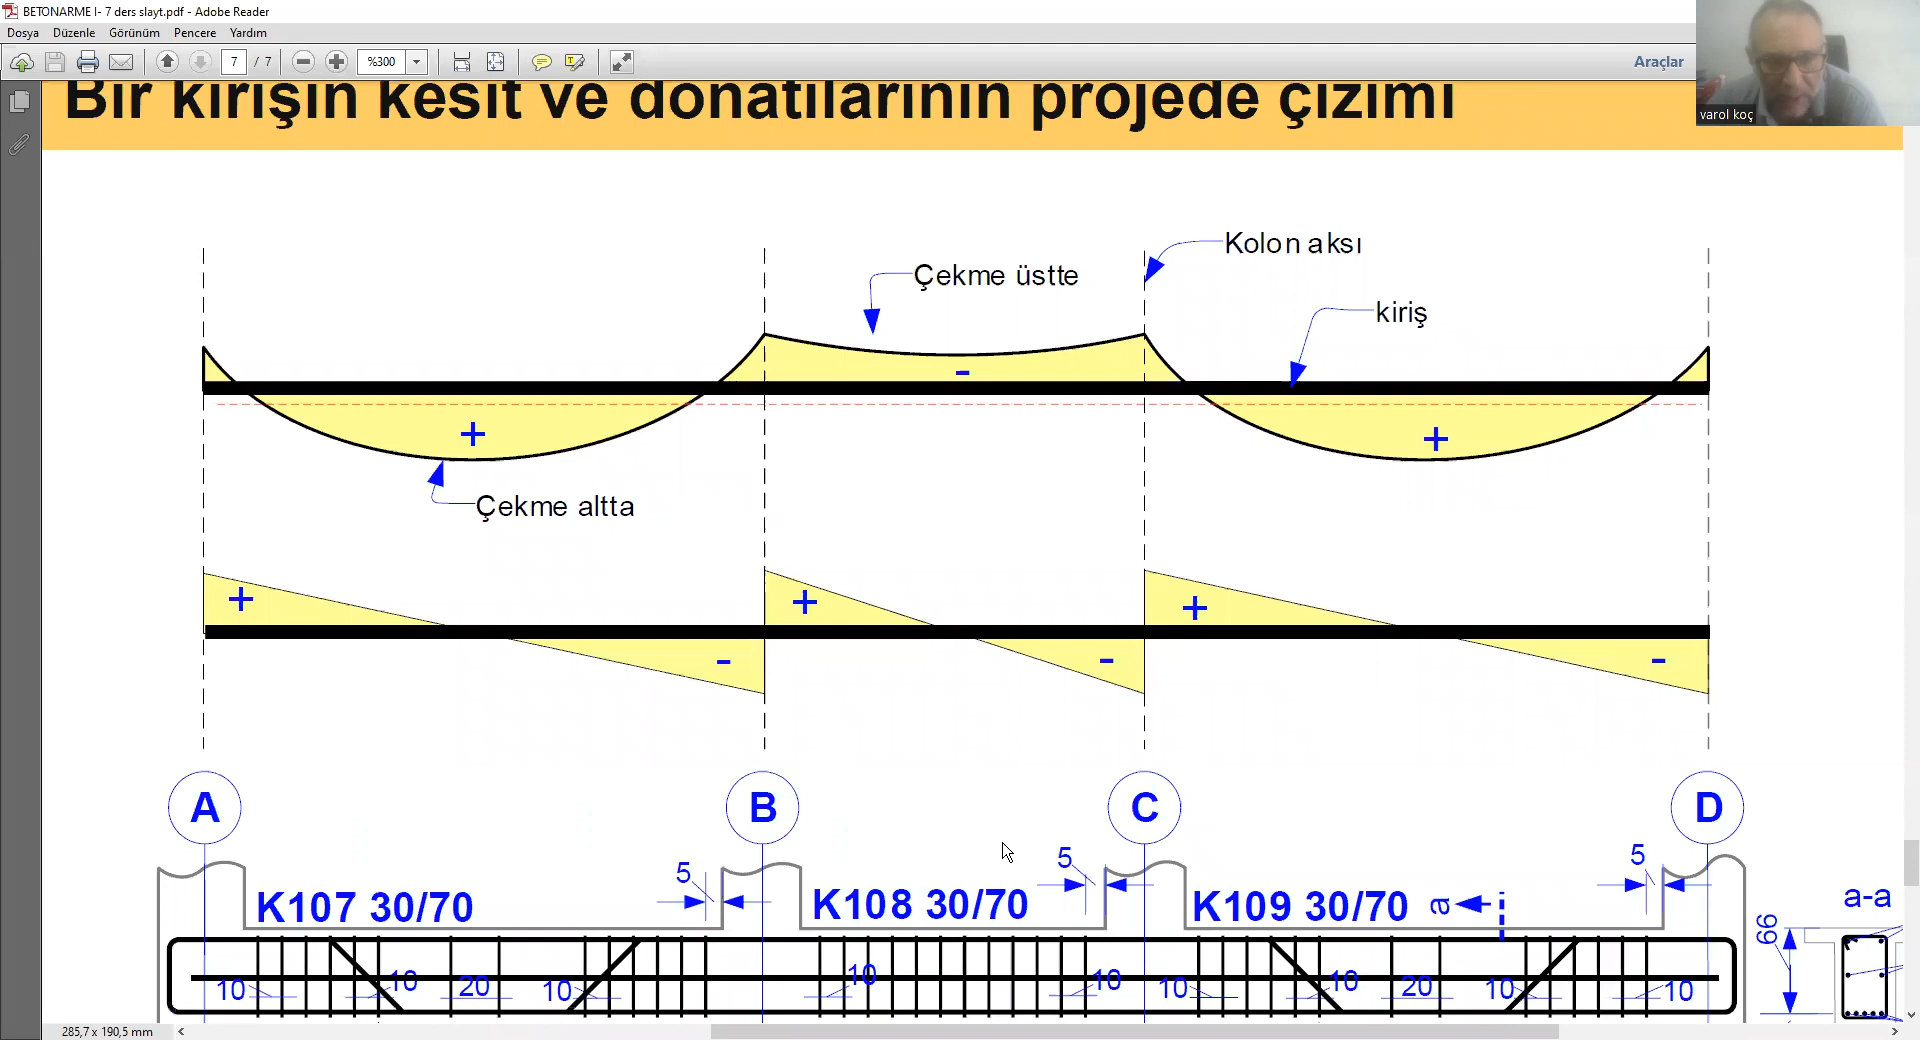 BETONARME I- 7 ders slayt.pdf - Adobe Reader
Dosya Düzenle Görünüm Pencere Yardım
7 / 7 %300 Araçlar
varol koç
Bir kirişin kesit ve donatılarının projede çizimi
Kolon aksı
Çekme üstte
kiriş
-
+ +
Çekme altta
+ + +
- - -
A B C D
5 5 5
K107 30/70 K108 30/70 K109 30/70 a a-a
66
10 10 20 10 10 10 10 10 20 10 10
285,7 x 190,5 mm